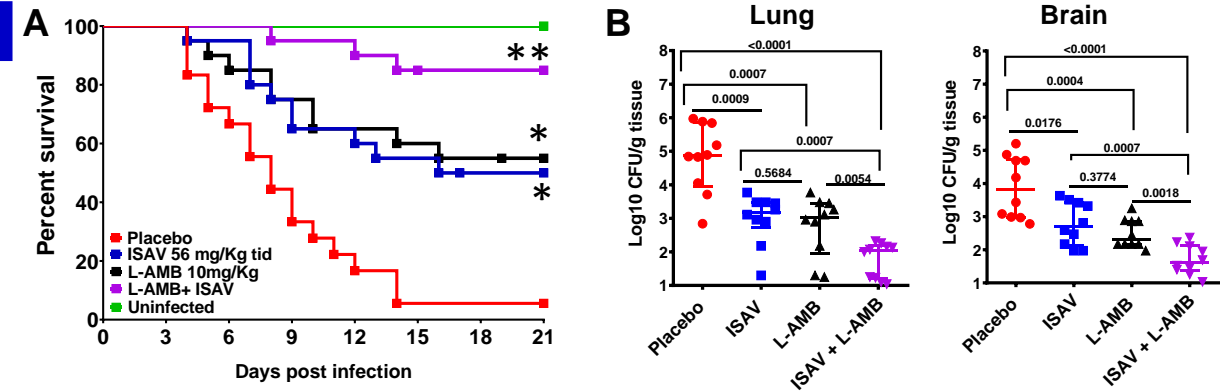 A
Percent survival
100
80
60
40
20
0
**
*
*
Placebo
ISAV 56 mg/Kg tid
L-AMB 10mg/Kg
L-AMB+ ISAV
Uninfected
0 3 6 9 12 15 18 21
Days post infection
B
Lung
Log10 CFU/g tissue
8
7
6
5
4
3
2
1
<0.0001
0.0007
0.0009
0.0007
0.5684
0.0054
Placebo
ISAV
L-AMB
ISAV + L-AMB
Brain
Log10 CFU/g tissue
8
7
6
5
4
3
2
1
<0.0001
0.0004
0.0176
0.0007
0.3774
0.0018
Placebo
ISAV
L-AMB
ISAV + L-AMB